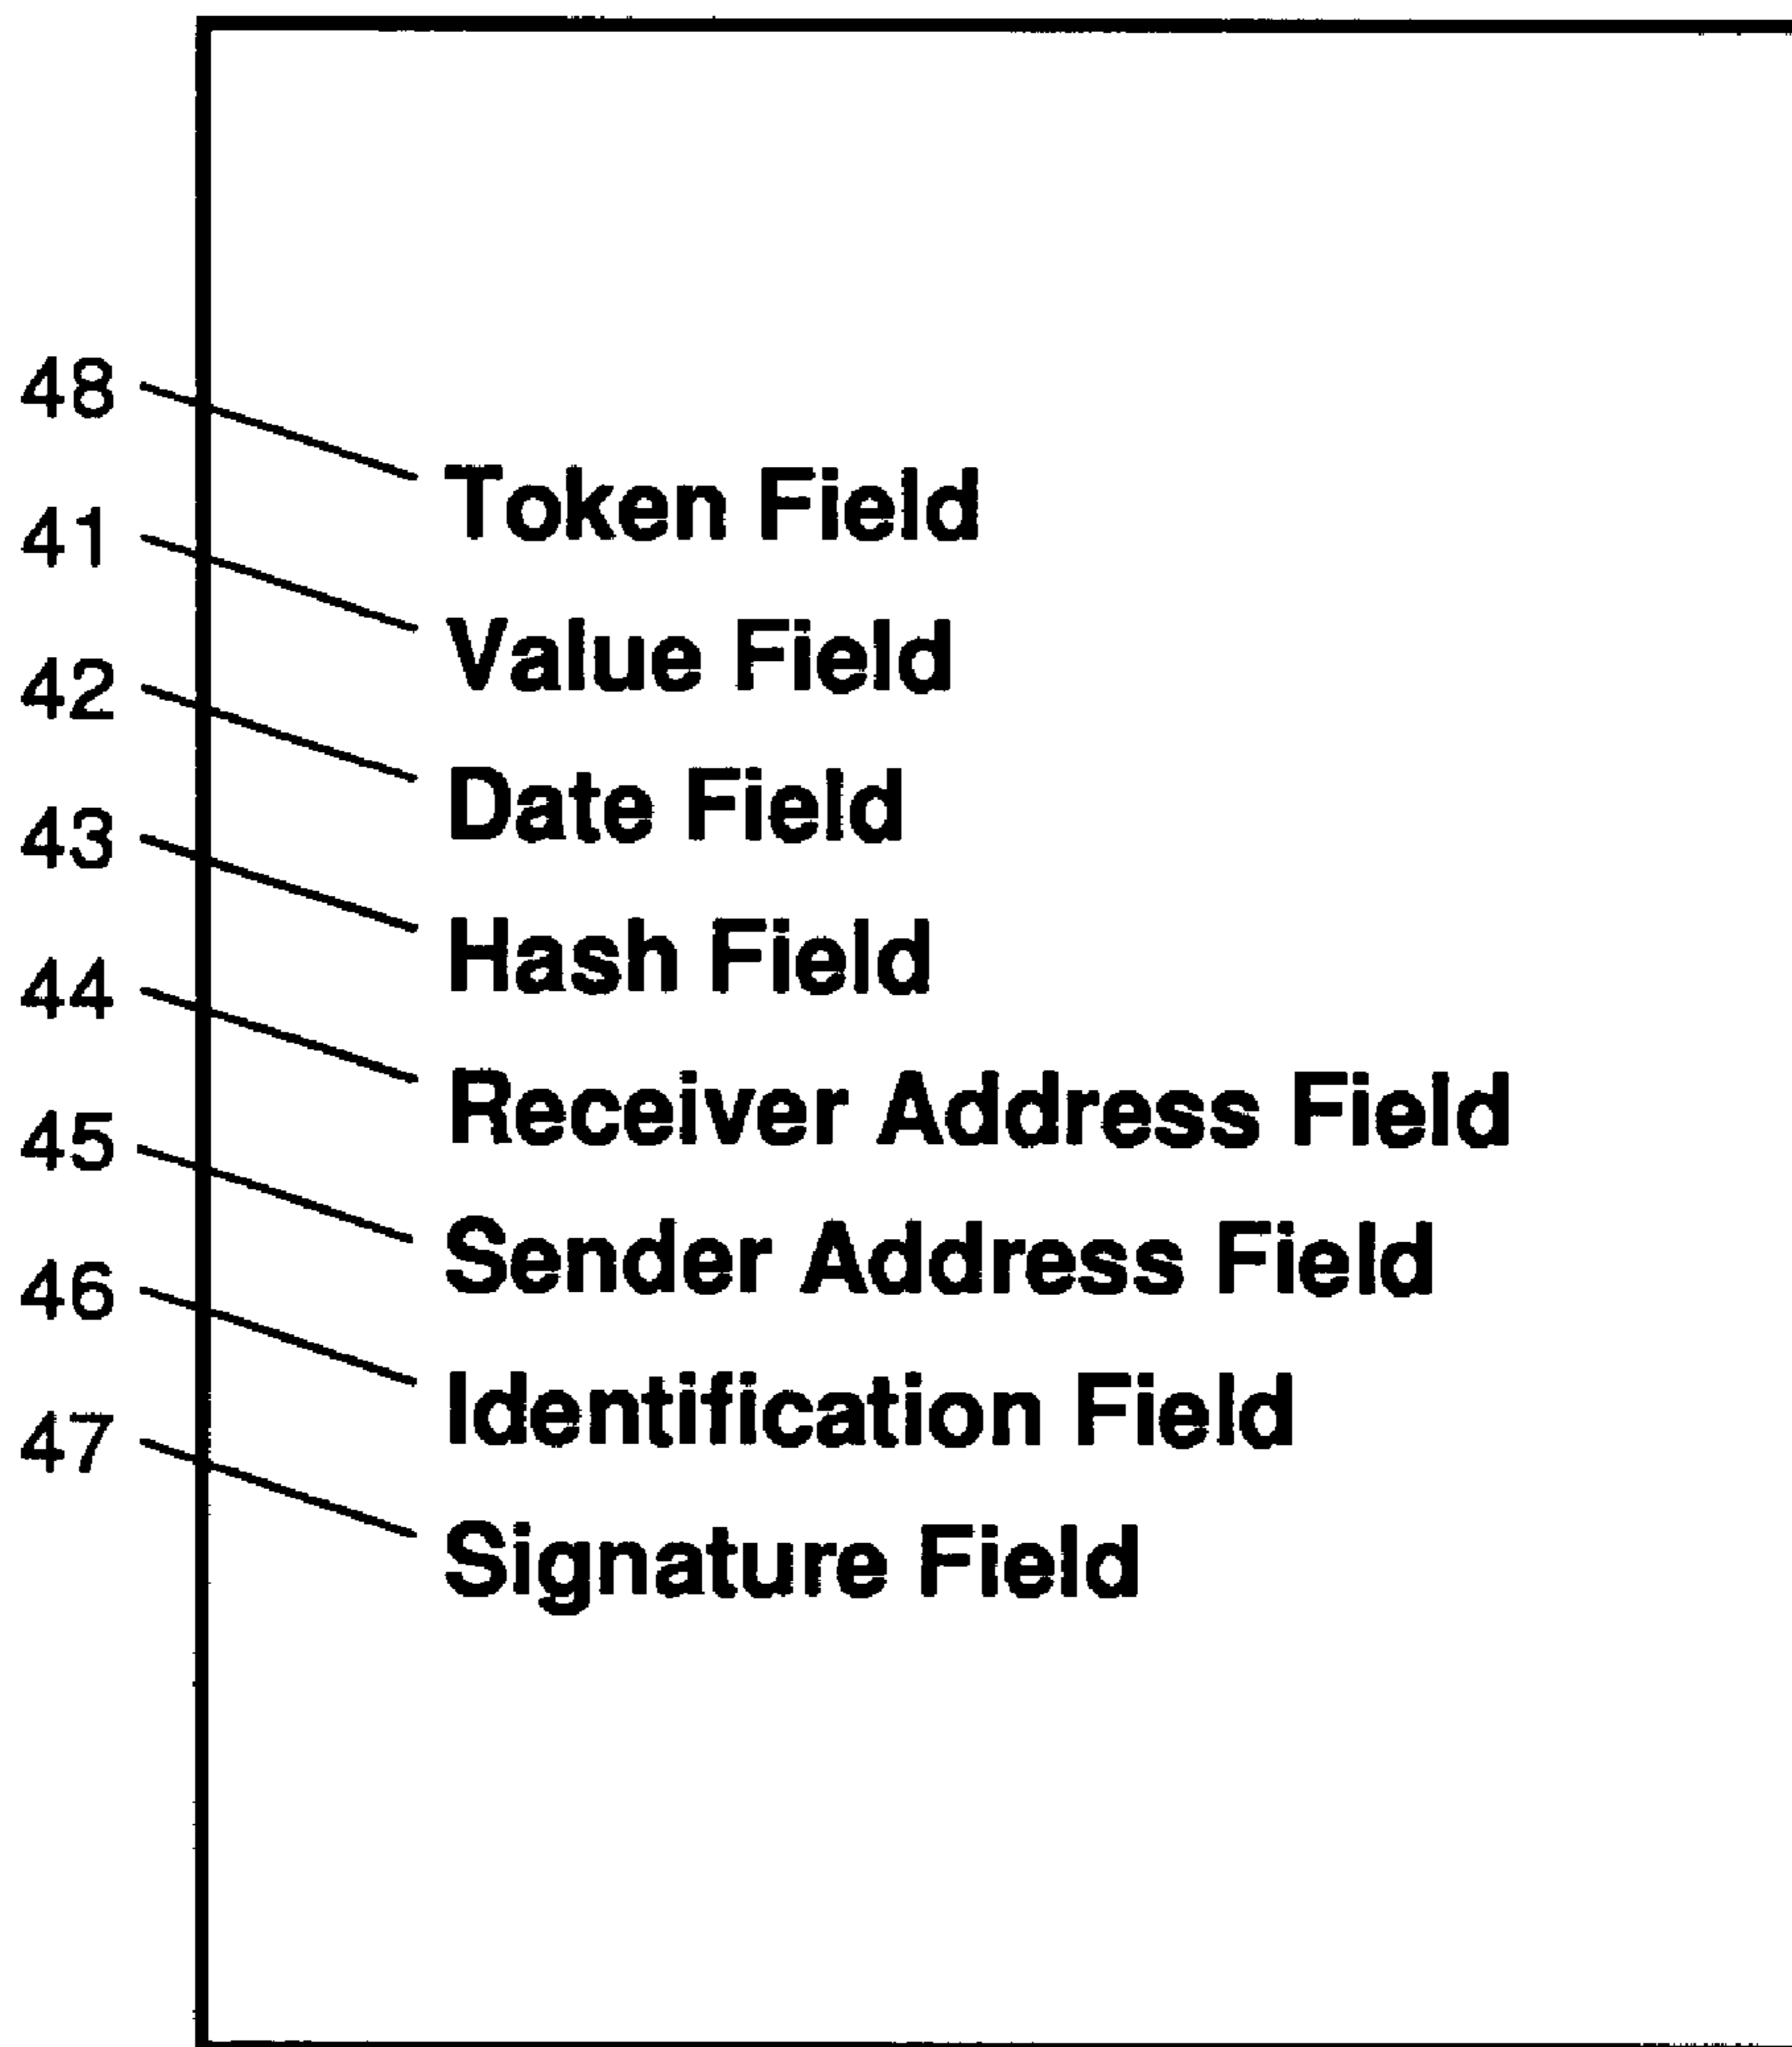 48 Token Field
41 Value Field
42 Date Field
43 Hash Field
44 Receiver Address Field
45 Sender Address Field
46 Identification Field
47 Signature Field